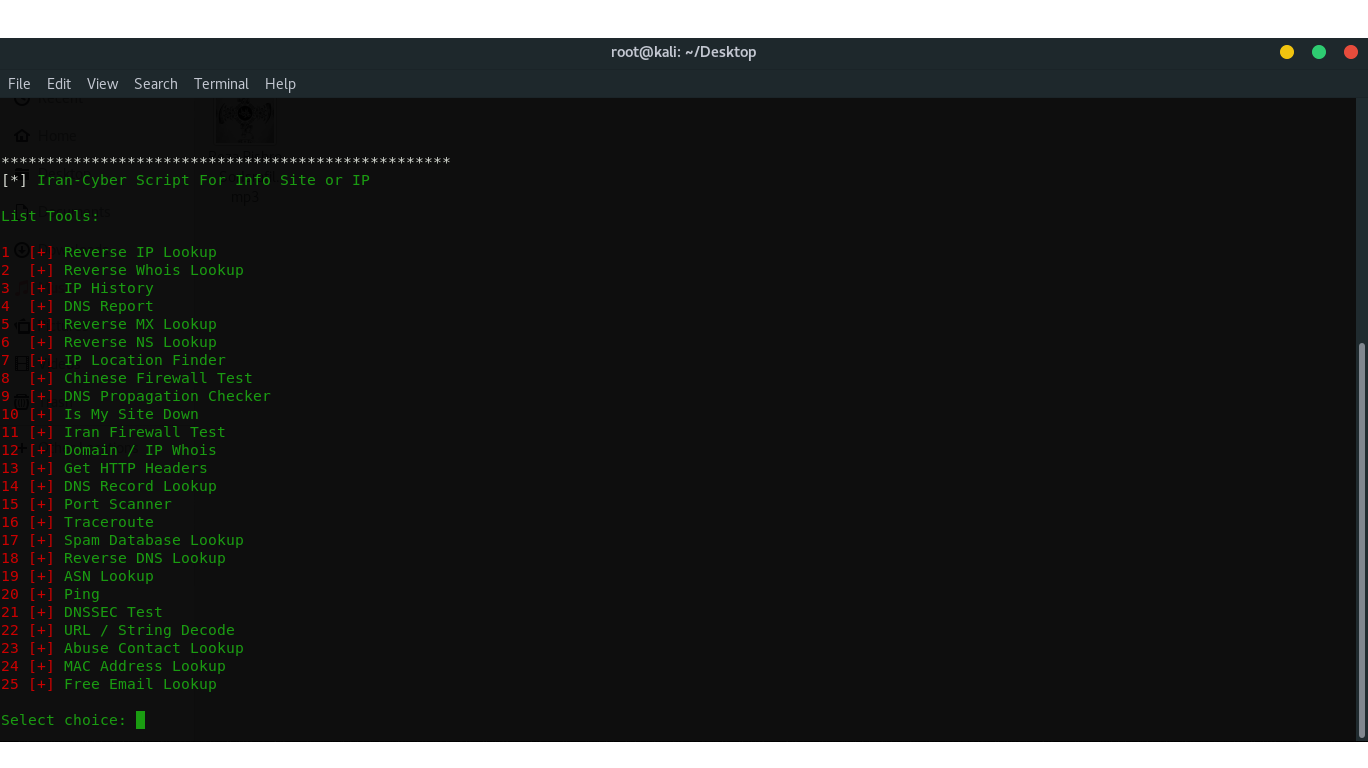 root@kali: ~/Desktop
File Edit View Search Terminal Help
Home
**************************************************
[*] Iran-Cyber Script For Info Site or IP
mp3
List Tools:
1 [+] Reverse IP Lookup
2 [+] Reverse Whois Lookup
3 [+] IP History
4 [+] DNS Report
5 [+] Reverse MX Lookup
6 [+] Reverse NS Lookup
7 [+] IP Location Finder
8 [+] Chinese Firewall Test
9 [+] DNS Propagation Checker
10 [+] Is My Site Down
11 [+] Iran Firewall Test
12 [+] Domain / IP Whois
13 [+] Get HTTP Headers
14 [+] DNS Record Lookup
15 [+] Port Scanner
16 [+] Traceroute
17 [+] Spam Database Lookup
18 [+] Reverse DNS Lookup
19 [+] ASN Lookup
20 [+] Ping
21 [+] DNSSEC Test
22 [+] URL / String Decode
23 [+] Abuse Contact Lookup
24 [+] MAC Address Lookup
25 [+] Free Email Lookup
Select choice: